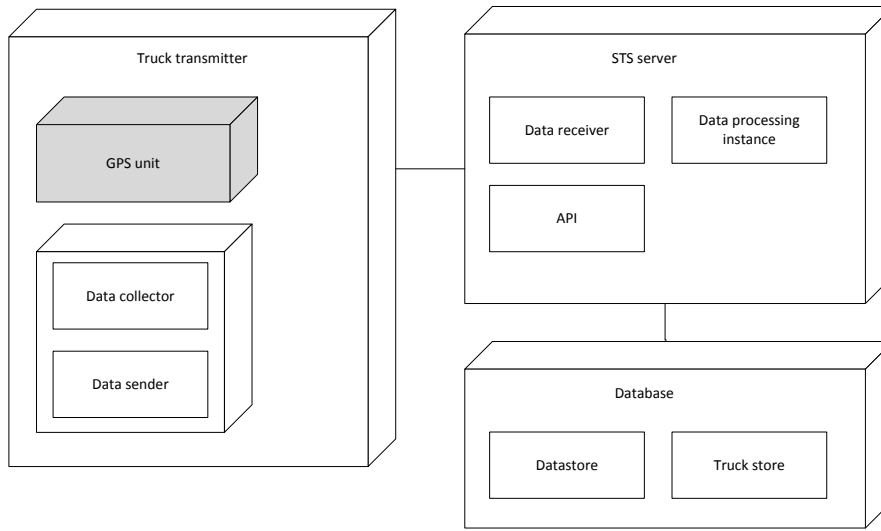 Truck transmitter
GPS unit
Data collector
Data sender
STS server
Data receiver
Data processing
instance
API
Database
Datastore
Truck store